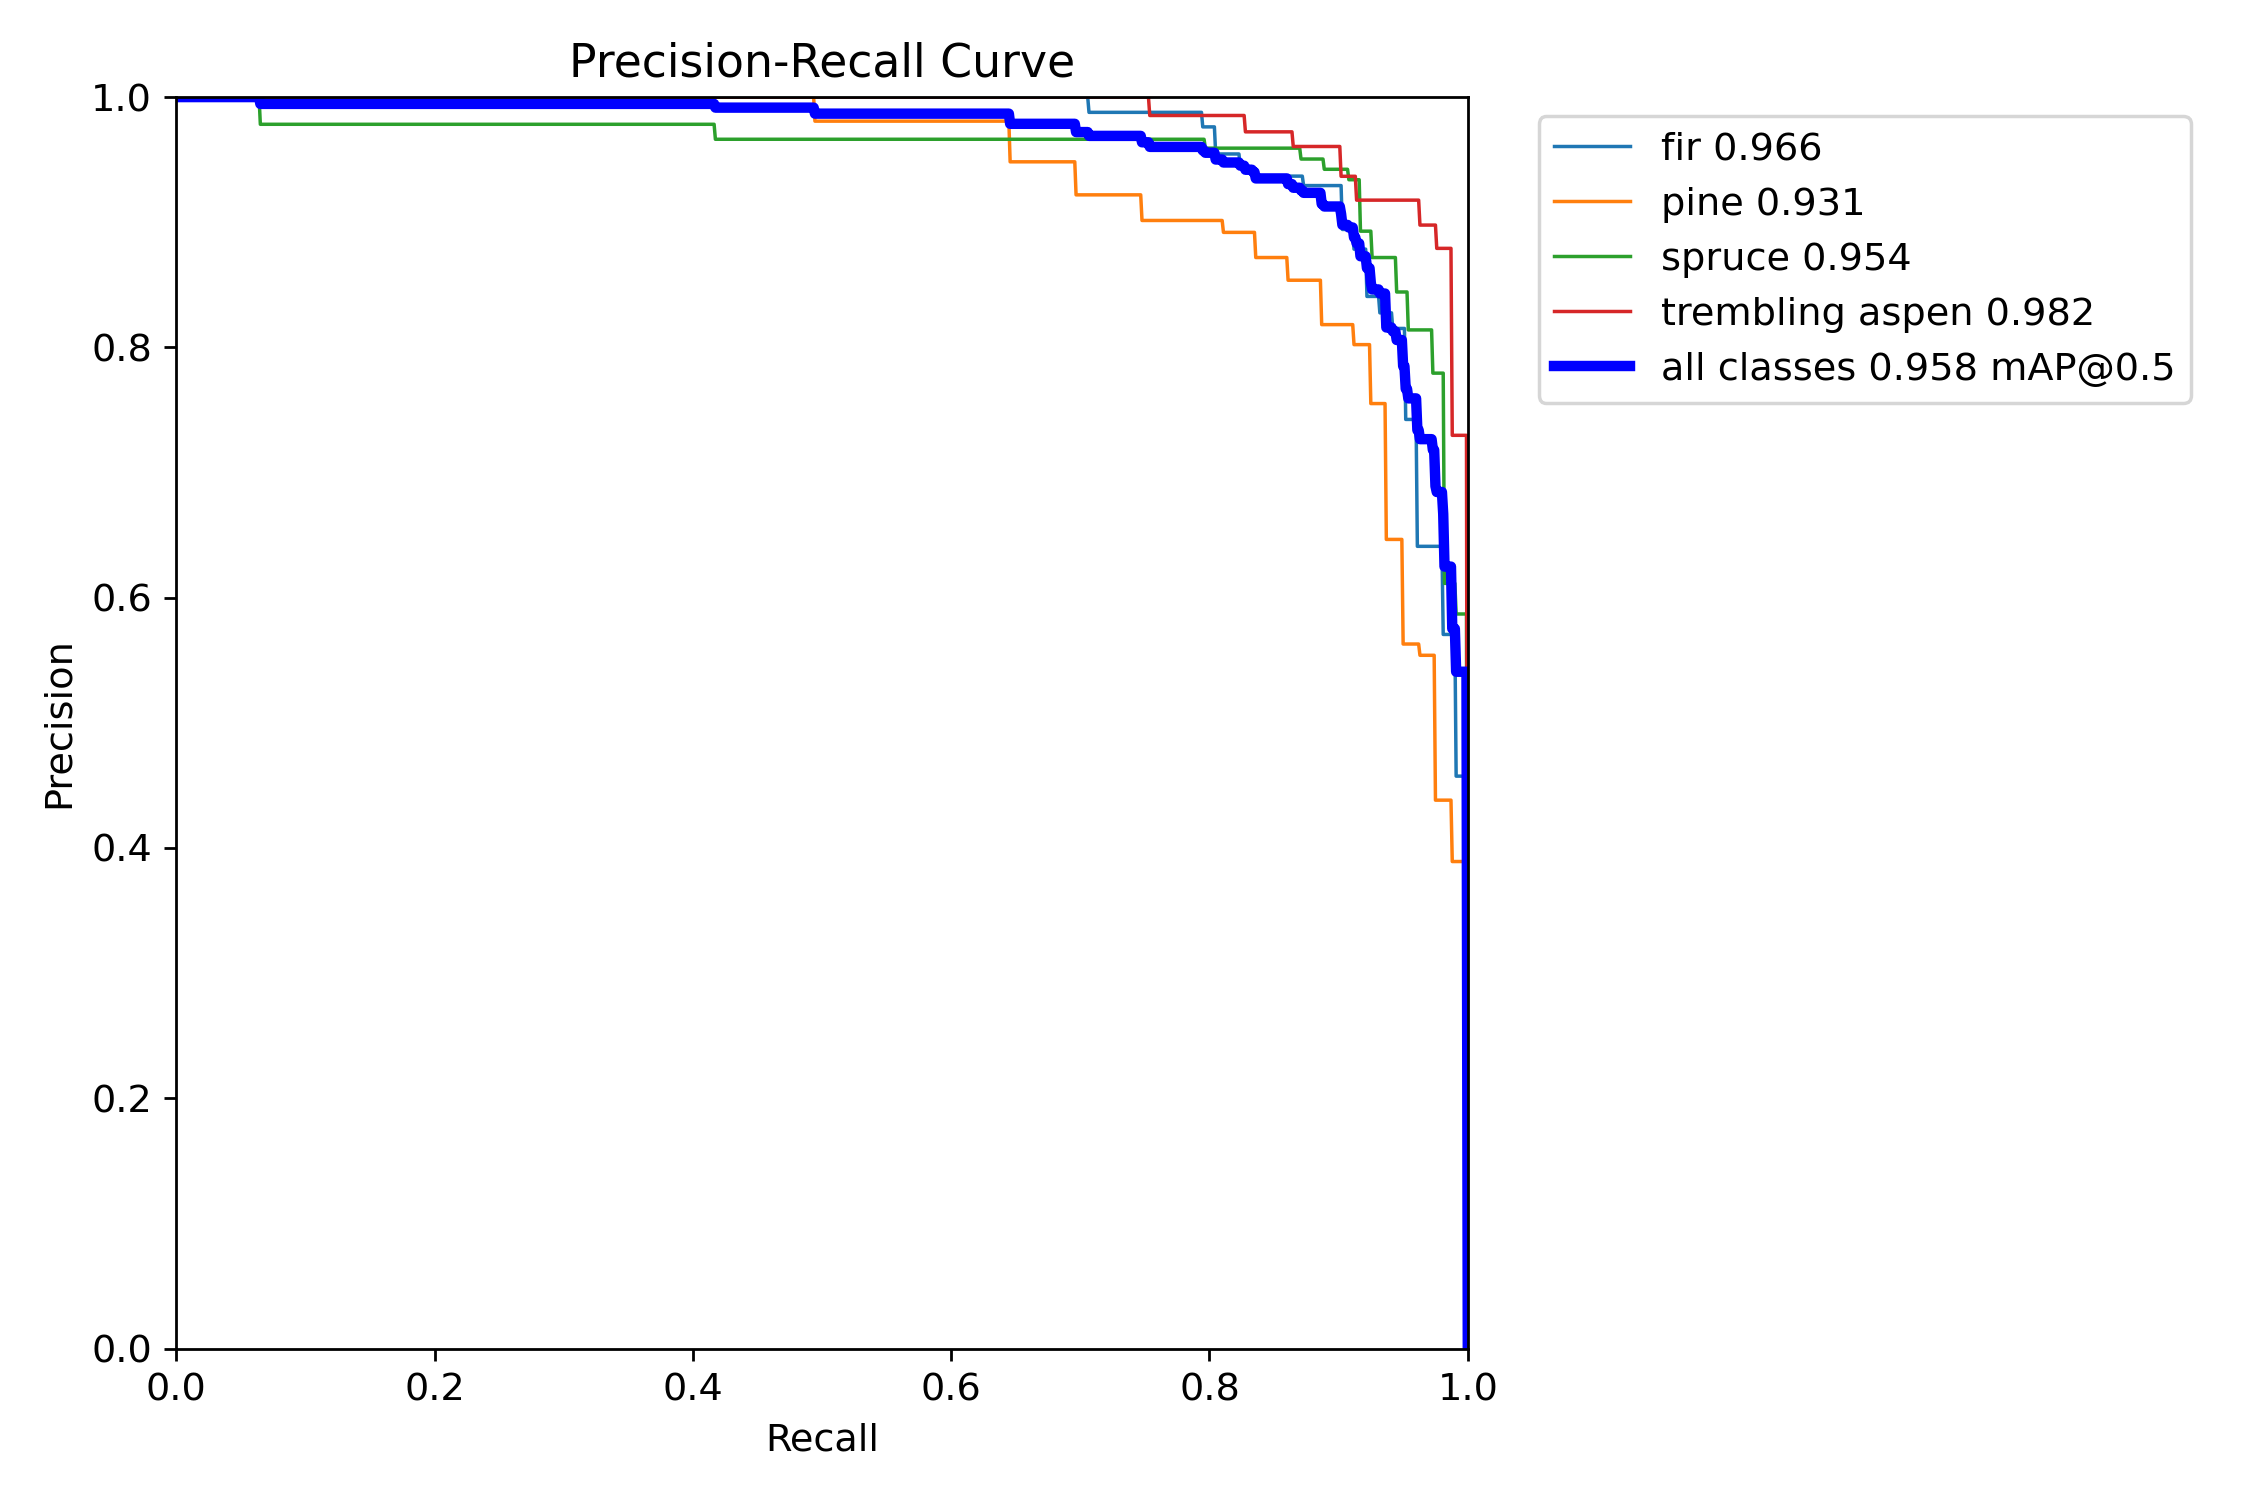 Precision-Recall Curve
1.0
0.8
0.6
0.4
0.2
0.0
Precision
0.0 0.2 0.4 0.6 0.8 1.0
Recall
fir 0.966
pine 0.931
spruce 0.954
trembling aspen 0.982
all classes 0.958 mAP@0.5